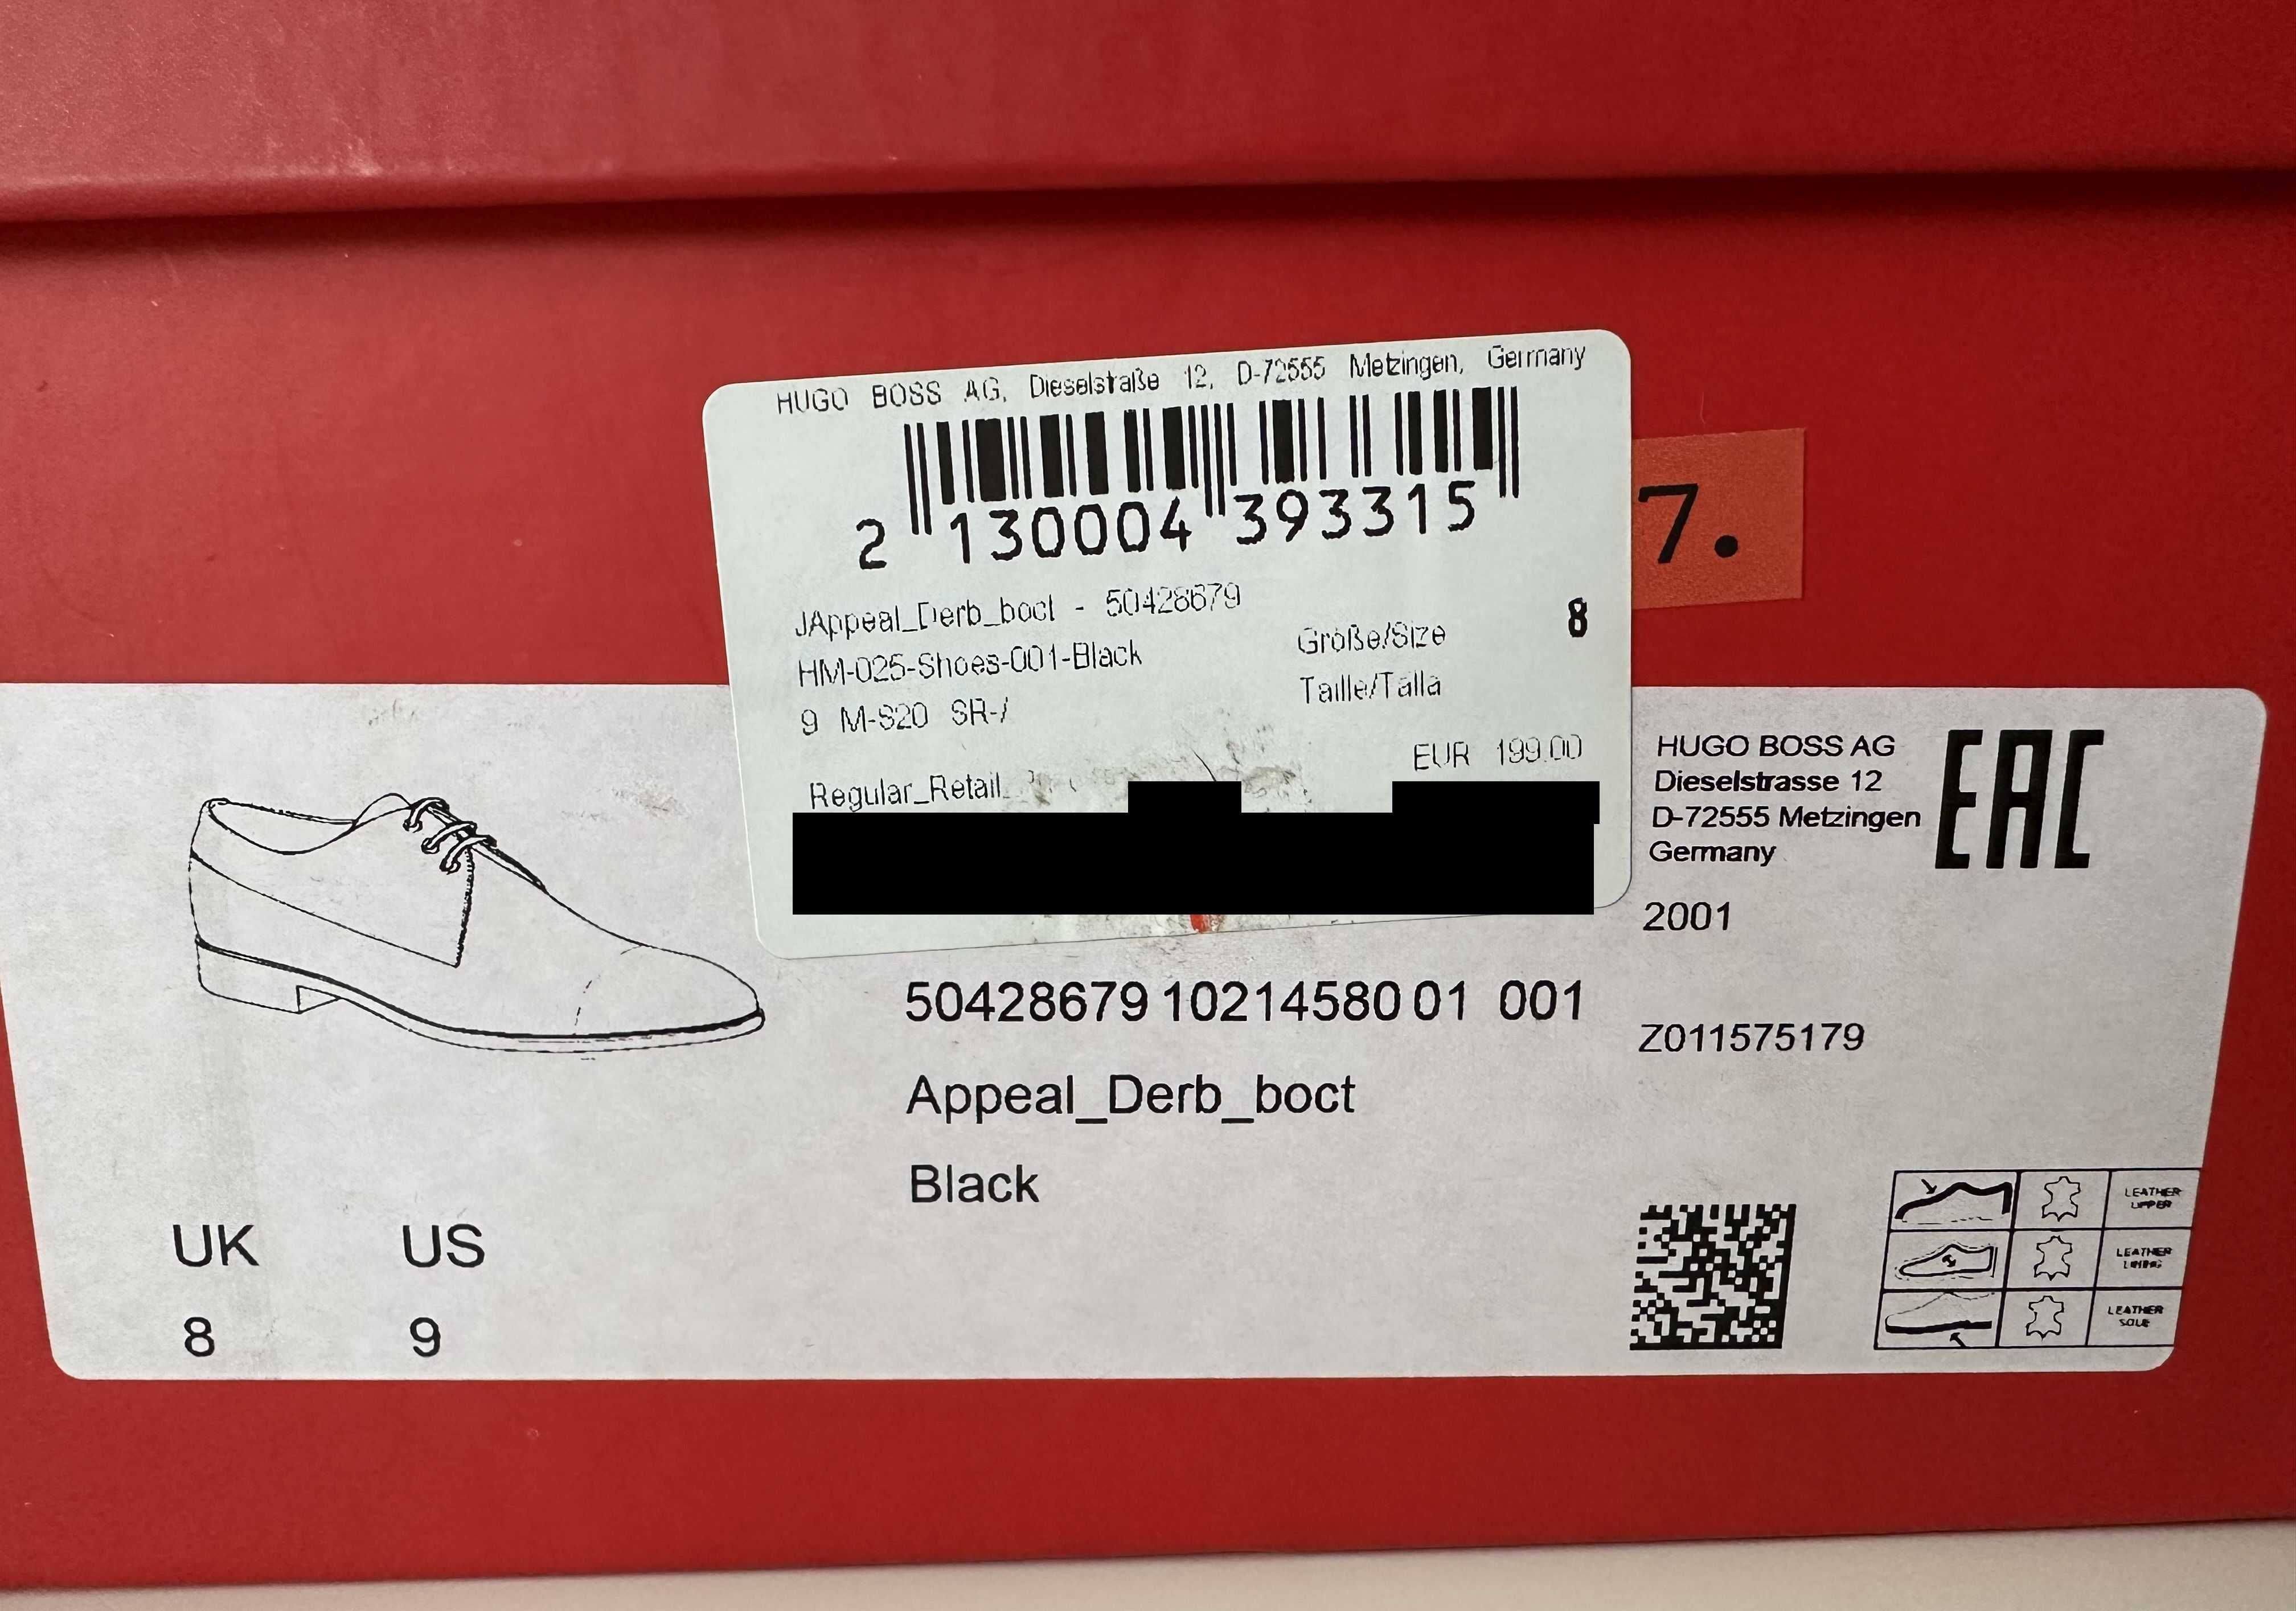 HUGO BOSS AG, Dieselstraße 12, D-72555 Metzingen, Germany
2 130004 393315
7.
JAppeal_Derb_boct - 50428679
HM-025-Shoes-001-Black
9 M-S20 SR-/
Größe/Size 8
Taille/Talla
EUR 199.00
Regular_Retail
HUGO BOSS AG
Dieselstrasse 12
D-72555 Metzingen
Germany
EAC
2001
50428679 10214580 01 001
Z011575179
Appeal_Derb_boct
Black
UK US
8 9
LEATHER
UPPER
LEATHER
LINING
LEATHER
SOLE